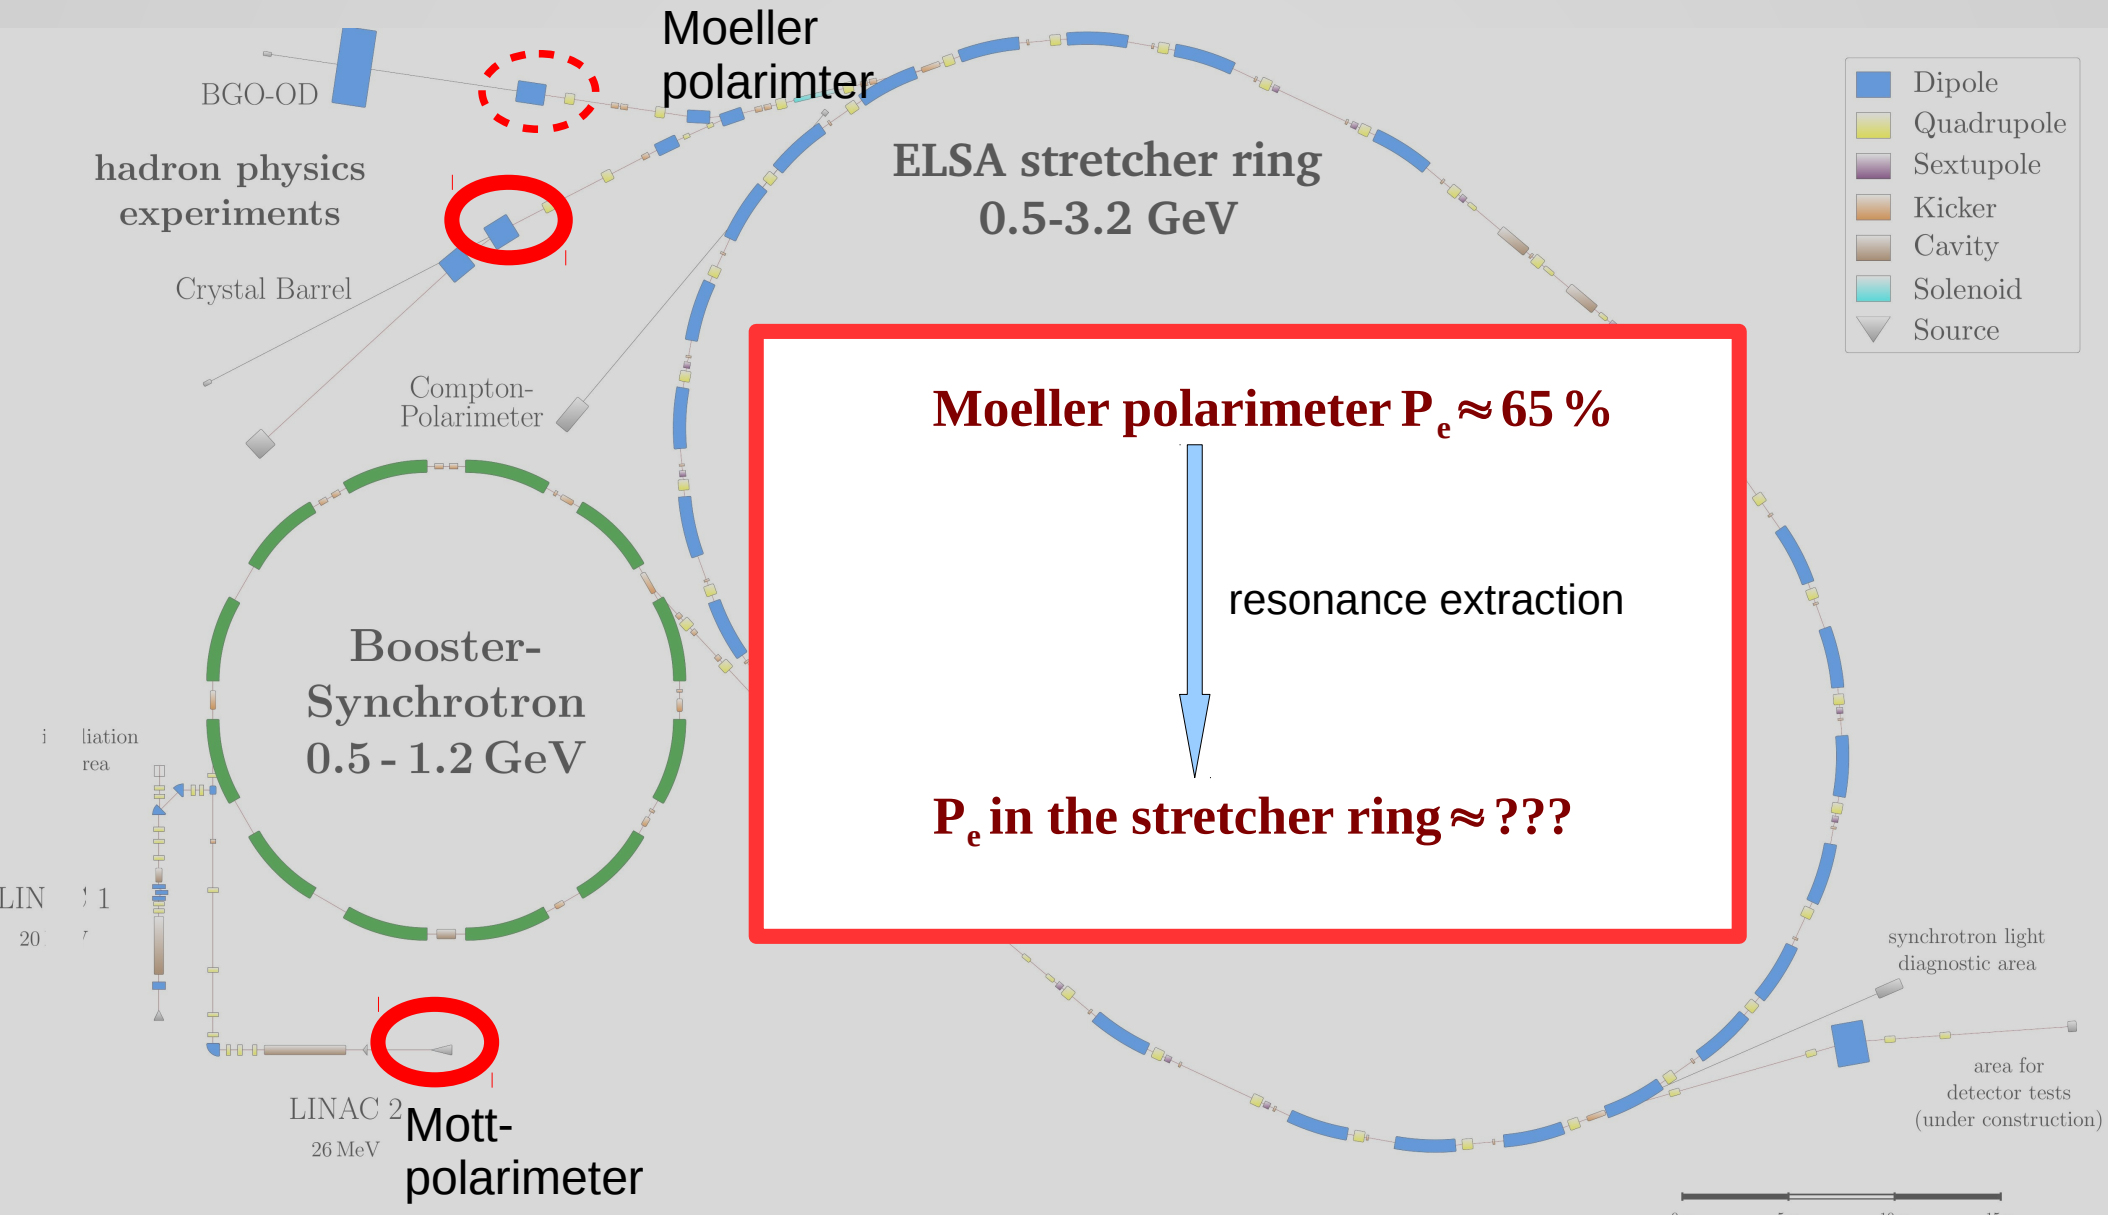 Moeller
polarimter
BGO-OD
hadron physics
experiments
Crystal Barrel
Compton-
Polarimeter
ELSA stretcher ring
0.5-3.2 GeV
Dipole
Quadrupole
Sextupole
Kicker
Cavity
Solenoid
Source
Moeller polarimeter Pe ≈ 65 %
resonance extraction
Pe in the stretcher ring ≈ ???
Booster-
Synchrotron
0.5 - 1.2 GeV
LINAC 2
26 MeV
Mott-
polarimeter
synchrotron light
diagnostic area
area for
detector tests
(under construction)